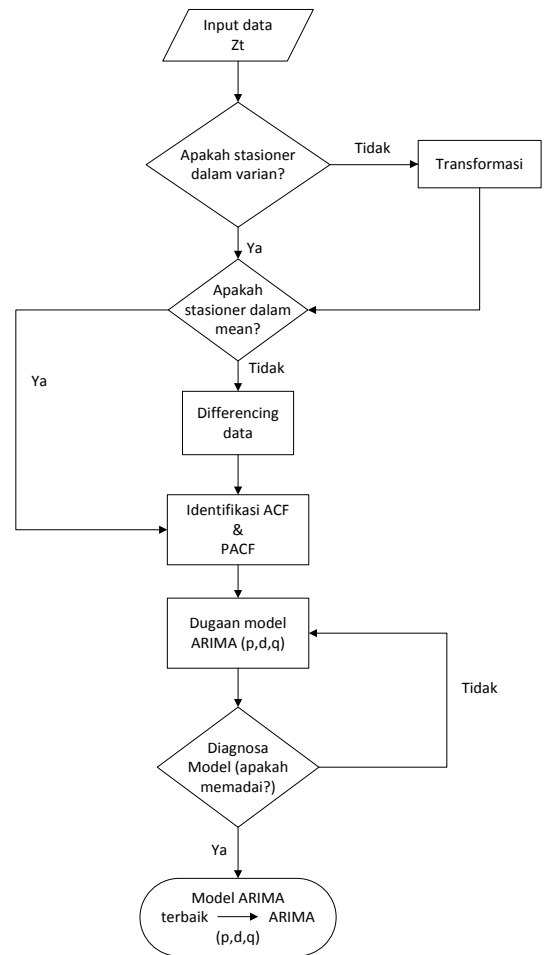 Input data
Zt
Apakah stasioner
dalam varian?
Tidak
Transformasi
Ya
Apakah
stasioner dalam
mean?
Ya
Tidak
Differencing
data
Identifikasi ACF
&
PACF
Dugaan model
ARIMA (p,d,q)
Tidak
Diagnosa
Model (apakah
memadai?)
Ya
Model ARIMA
terbaik ARIMA
(p,d,q)